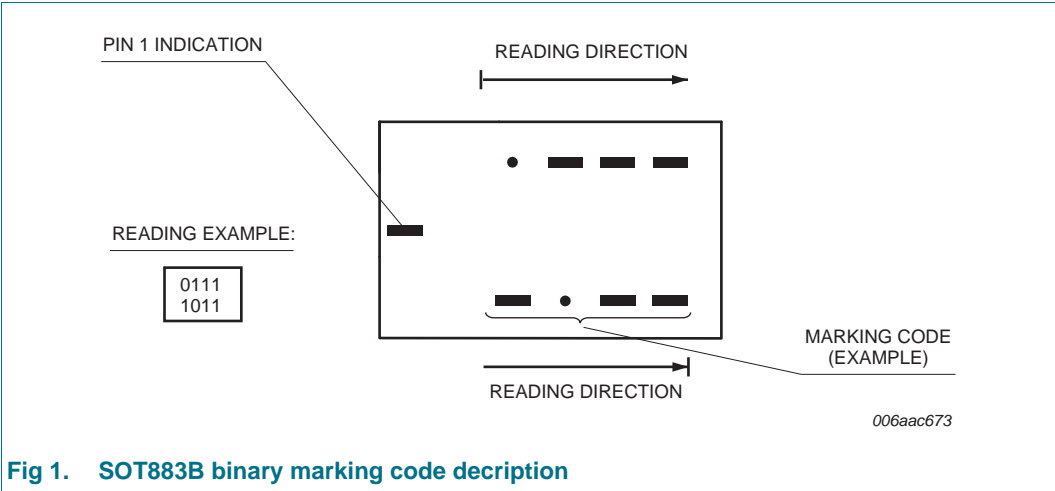 PIN 1 INDICATION
READING DIRECTION
READING EXAMPLE:
0111
1011
MARKING CODE
(EXAMPLE)
READING DIRECTION
006aac673
Fig 1. SOT883B binary marking code decription